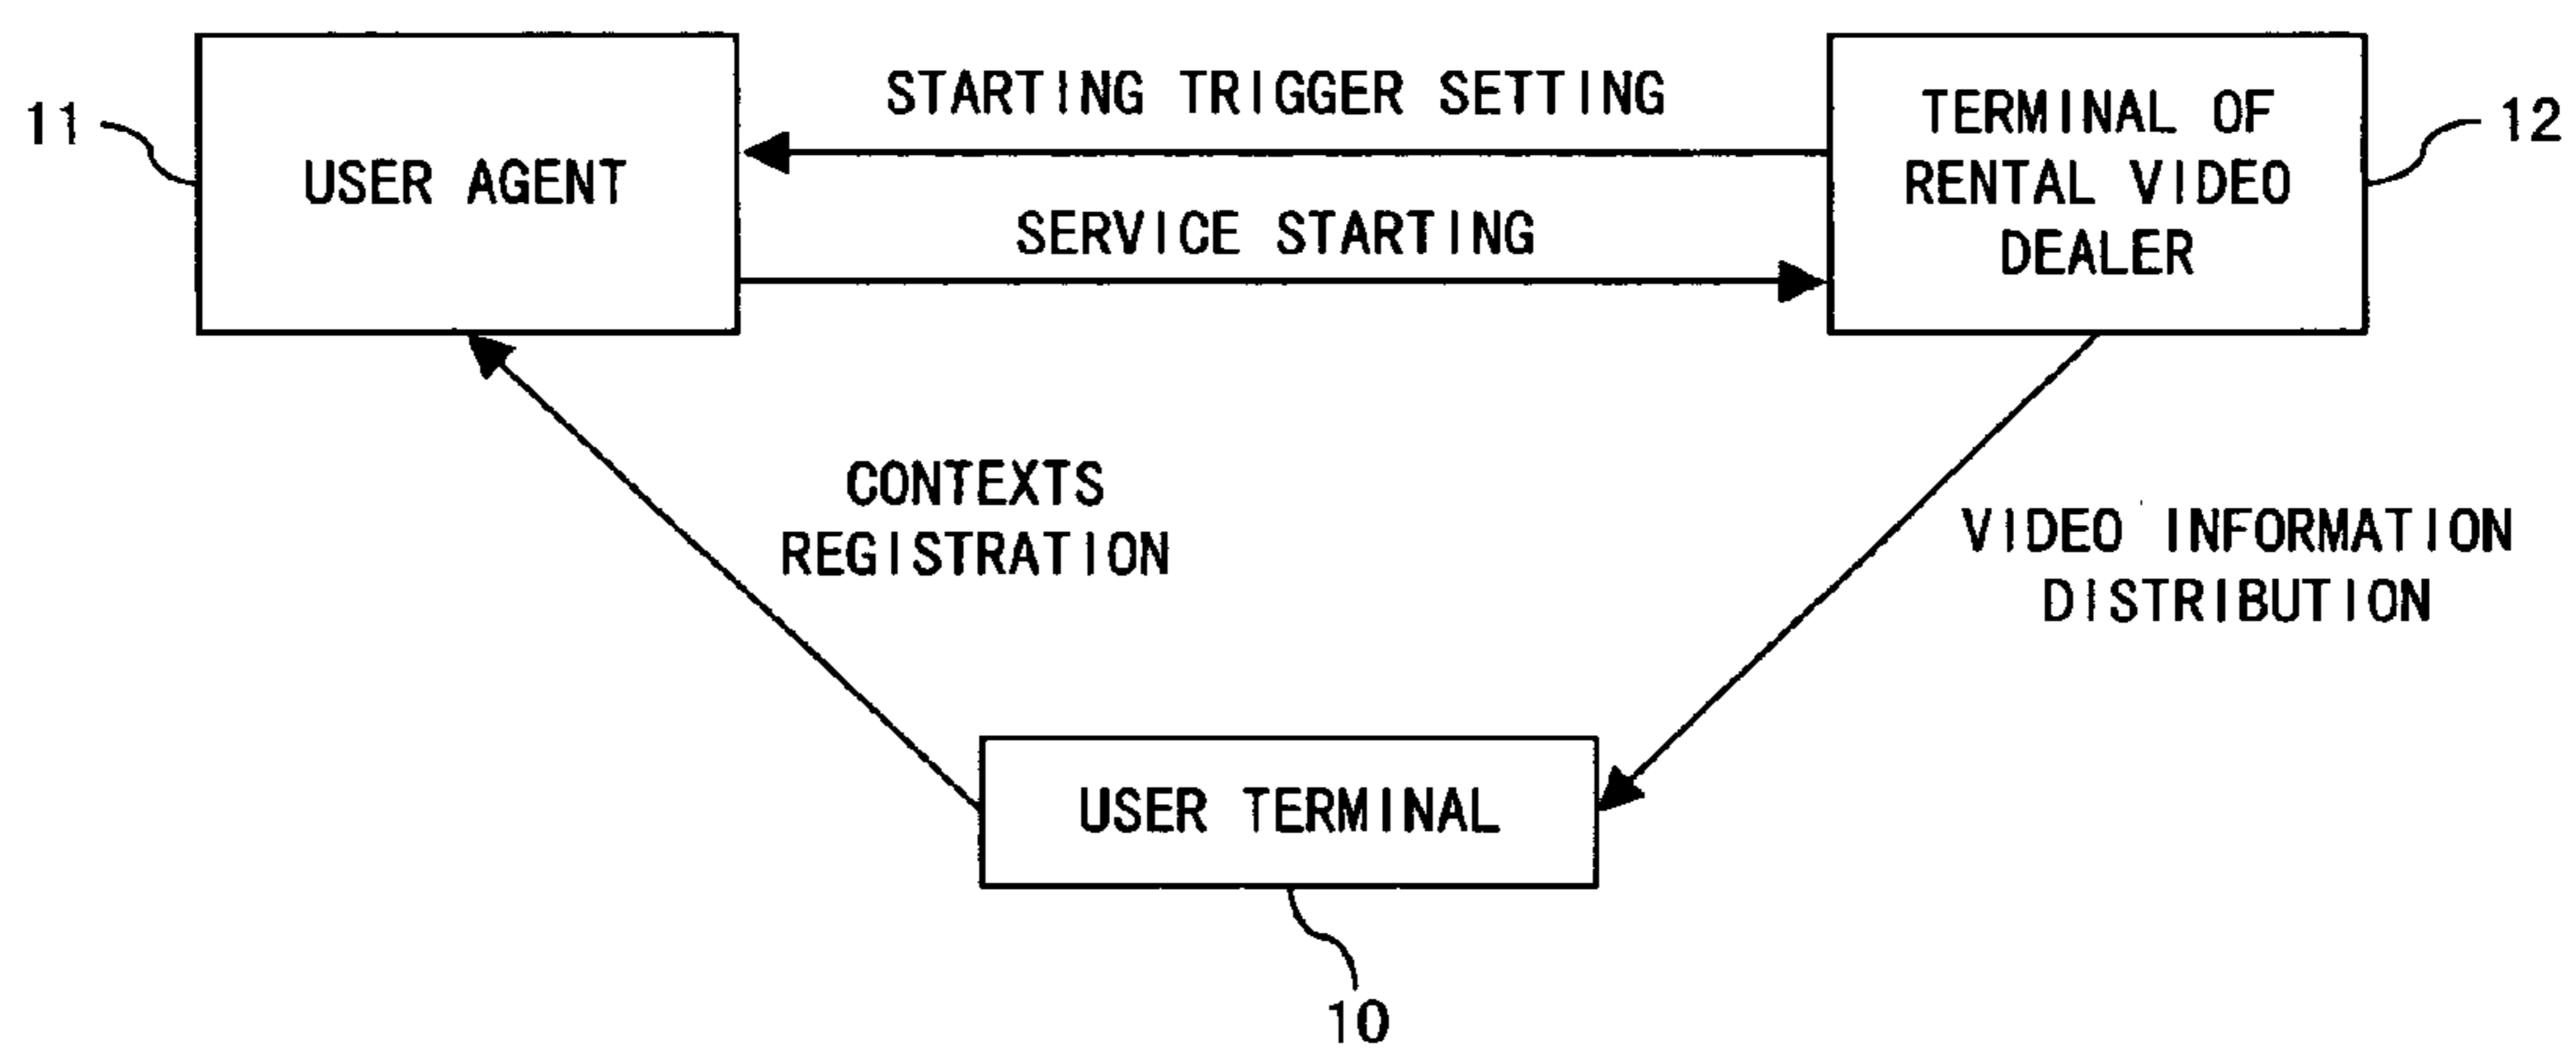 11
USER AGENT
STARTING TRIGGER SETTING
SERVICE STARTING
TERMINAL OF
RENTAL VIDEO
DEALER
12
CONTEXTS
REGISTRATION
VIDEO INFORMATION
DISTRIBUTION
USER TERMINAL
10